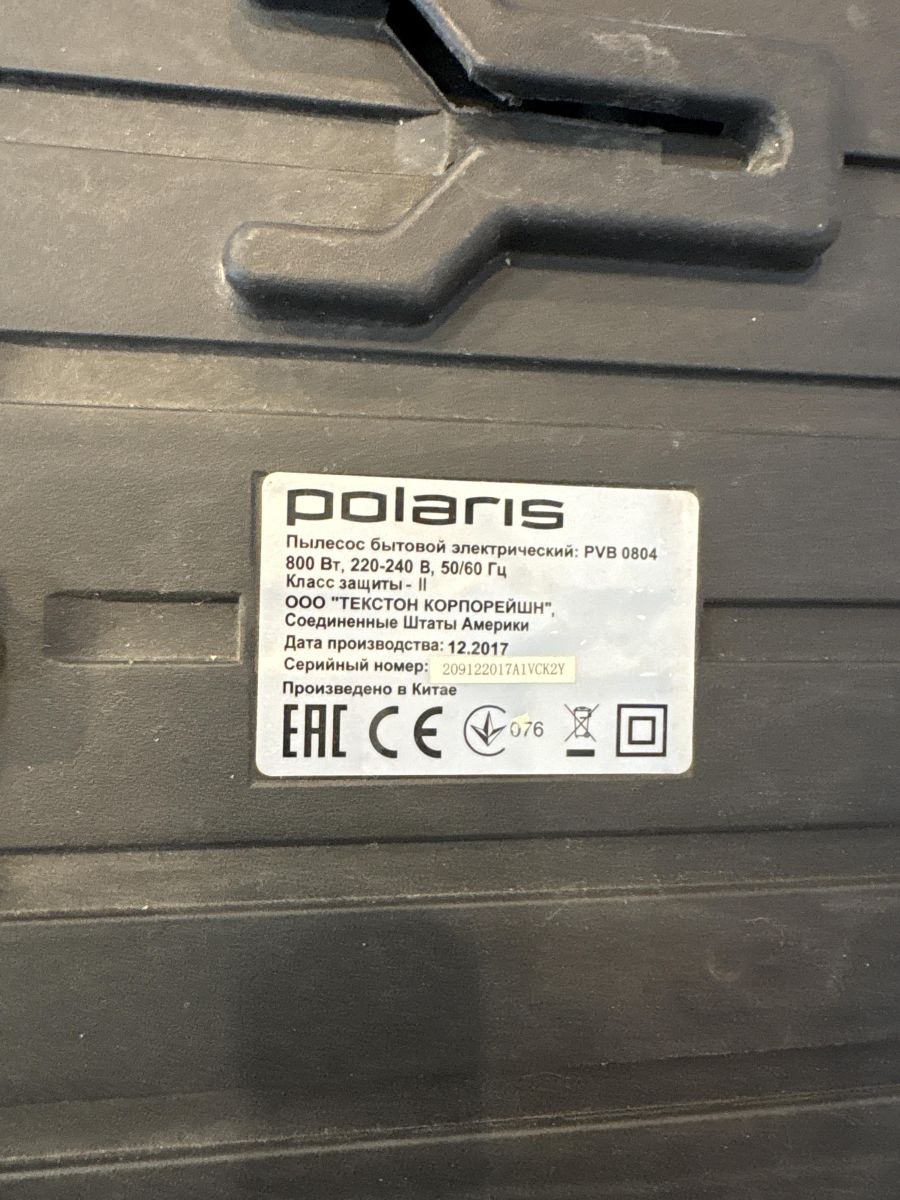 polaris
Пылесос бытовой электрический: PVB 0804
800 Вт, 220-240 В, 50/60 Гц
Класс защиты - II
ООО "ТЕКСТОН КОРПОРЕЙШН",
Соединенные Штаты Америки
Дата производства: 12.2017
Серийный номер: 209122017A1VCK2Y
Произведено в Китае
EAC CE 076